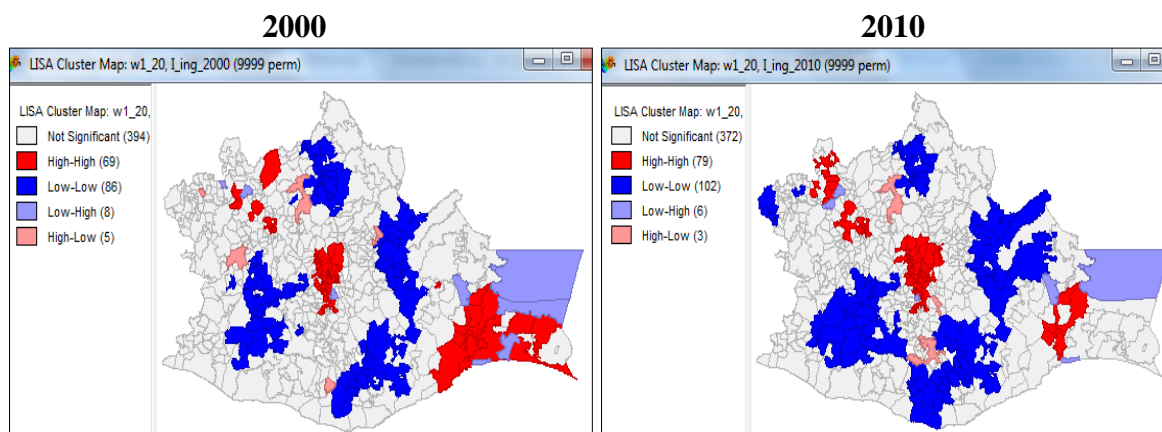 2000
LISA Cluster Map: w1_20, I_ing_2000 (9999 perm)
LISA Cluster Map: w1_20,
Not Significant (394)
High-High (69)
Low-Low (86)
Low-High (8)
High-Low (5)
2010
LISA Cluster Map: w1_20, I_ing_2010 (9999 perm)
LISA Cluster Map: w1_20,
Not Significant (372)
High-High (79)
Low-Low (102)
Low-High (6)
High-Low (3)